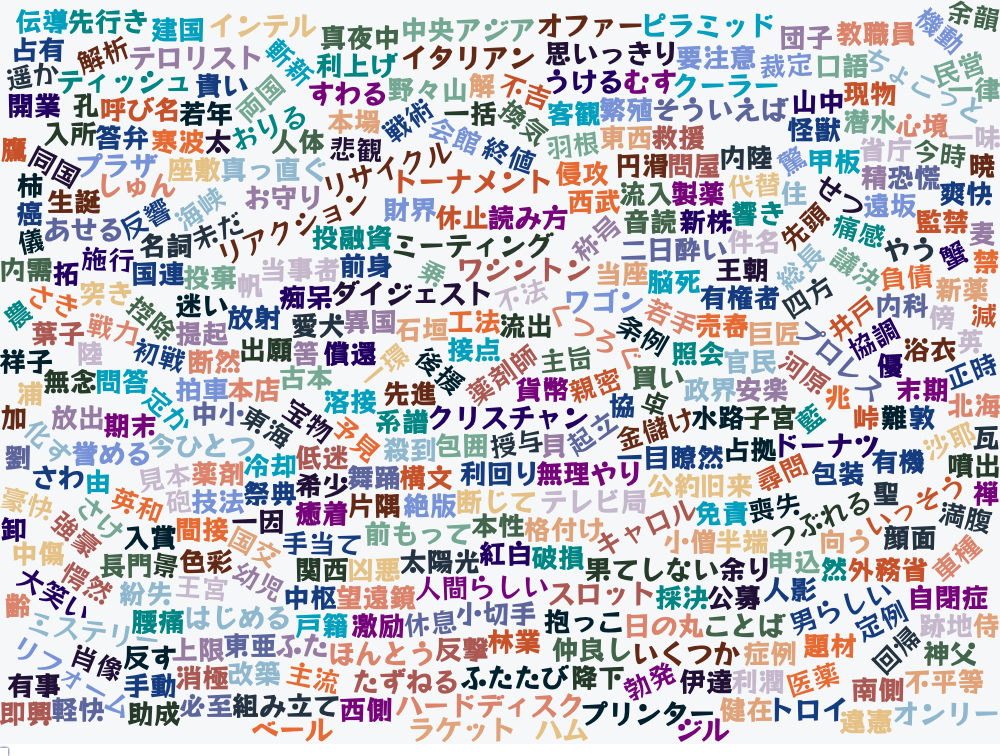 伝導 先行き 建国 インテル 真夜中 中央アジア オファー ピラミッド 団子 教職員 機動 余韻
占有 解析 テロリスト 斬新 利上げ イタリアン 思いっきり 要注意 裁定 口語 ちょこっと 民営
遥か ティッシュ 貴い 両国 すわる 野々山 解 不吉 うける むす クーラー 現物 一律
開業 孔 呼び名 若年 おりる 本場 戦術 一括 換気 客観 繁殖 そういえば 山中 潜水 心境
入所 答弁 寒波 太 人体 悲観 会館 終値 羽根 東西 救援 怪獣 省庁 今時 一味
鷹 同国 プラザ 座敷 真っ直ぐ リサイクル トーナメント 侵攻 円滑 問屋 内陸 驚 甲板 精 恐慌 暁
柿 生誕 しゅん お守り 財界 休止 読み方 西武 流入 製薬 代替 住 せつ 遠坂 爽快
癌 あせる 反響 海峡 リアクション 投融資 ミーティング 称号 音読 新株 響き 先頭 痛感 監禁 妻
儀 名詞 未だ 二日酔い 件名 総長 議決 やう 蟹 禁
内需 拓 施行 国連 投棄 帆 当事者 前身 乗 ワシントン 当座 脳死 王朝 負債 新薬
農 さき 突き 控除 迷い 放射 痴呆 ダイジェスト 不法 ワゴン 若手 有権者 四方 井戸 内科 傍 減
葉子 戦力 提起 愛犬 異国 石垣 工法 流出 くつろぐ 条例 売春 巨匠 プロレス 協調 英
祥子 陸 初戦 断然 出願 答 償還 一環 後援 接点 薬剤師 主旨 照会 官民 河原 優 浴衣 正時
浦 無念 問答 拍車 本店 古本 溶接 先進 貨幣 親密 買い 政界 安楽 兆 末期
加 放出 期末 定か 中小 東海 宝物 予見 系譜 クリスチャン 協 卓 金儲け 水路 子宮 藍 峠 難 敦 北海
劉 化す 誉める 今ひとつ 低迷 殺到 包囲 授与 貝 起立 一目瞭然 占拠 ドーナツ 沙耶 瓦
さわ 由 見本 薬剤 冷却 舞踊 構文 利回り 無理やり 公約 旧来 尋問 包装 有機 噴出
豪快 さけ 英和 砲 技法 祭典 希少 片隅 絶版 断じて テレビ局 免責 喪失 聖 いっそう 禅
卸 強豪 入賞 間接 一因 癒着 前もって 本性 格付け キャロル 小僧 半端 つぶれる 向う 顔面 満腹
中傷 愕然 長門 景 色彩 国交 手当て 関西 凶悪 太陽光 紅白 破損 果てしない 余り 申込 然 外務省 車種
齢 大笑い 紛失 王宮 幼児 中枢 望遠鏡 人間らしい スロット 採決 公募 人影 男らしい 自閉症
ミステリ 腰痛 はじめる 戸籍 激励 休息 小切手 抱っこ 日の丸 ことば 定例 跡地 侍
リフォーム 肖像 反す 上限 東亜 ふた ほんとう 反撃 林業 仲良し いくつか 症例 題材 回帰 神父
有事 手動 消極 改築 主流 たずねる ふたたび 降下 勃発 伊達 利潤 医薬 南側 不平等
即興 軽快 助成 必至 組み立て 西側 ハードディスク プリンター 健在 トロイ 違憲 オンリー
ベール ラケット ハム ジル